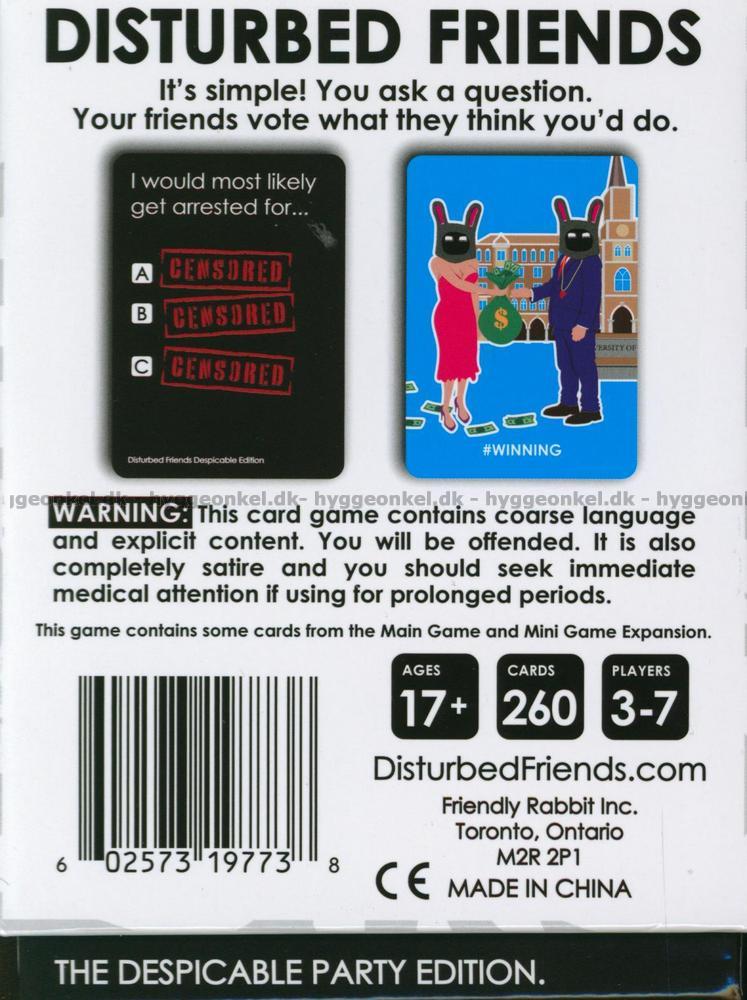 DISTURBED FRIENDS
It's simple! You ask a question.
Your friends vote what they think you'd do.
I would most likely
get arrested for...
A CENSORED
B CENSORED
C CENSORED
Disturbed Friends Despicable Edition
$
VERSITY OF
#WINNING
hyggeonkel.dk - hyggeonkel.dk - hyggeonkel.dk -
WARNING: This card game contains coarse language
and explicit content. You will be offended. It is also
completely satire and you should seek immediate
medical attention if using for prolonged periods.
This game contains some cards from the Main Game and Mini Game Expansion.
AGES
17+
CARDS
260
PLAYERS
3-7
DisturbedFriends.com
Friendly Rabbit Inc.
Toronto, Ontario
M2R 2P1
CE MADE IN CHINA
6 02573 19773 8
THE DESPICABLE PARTY EDITION.